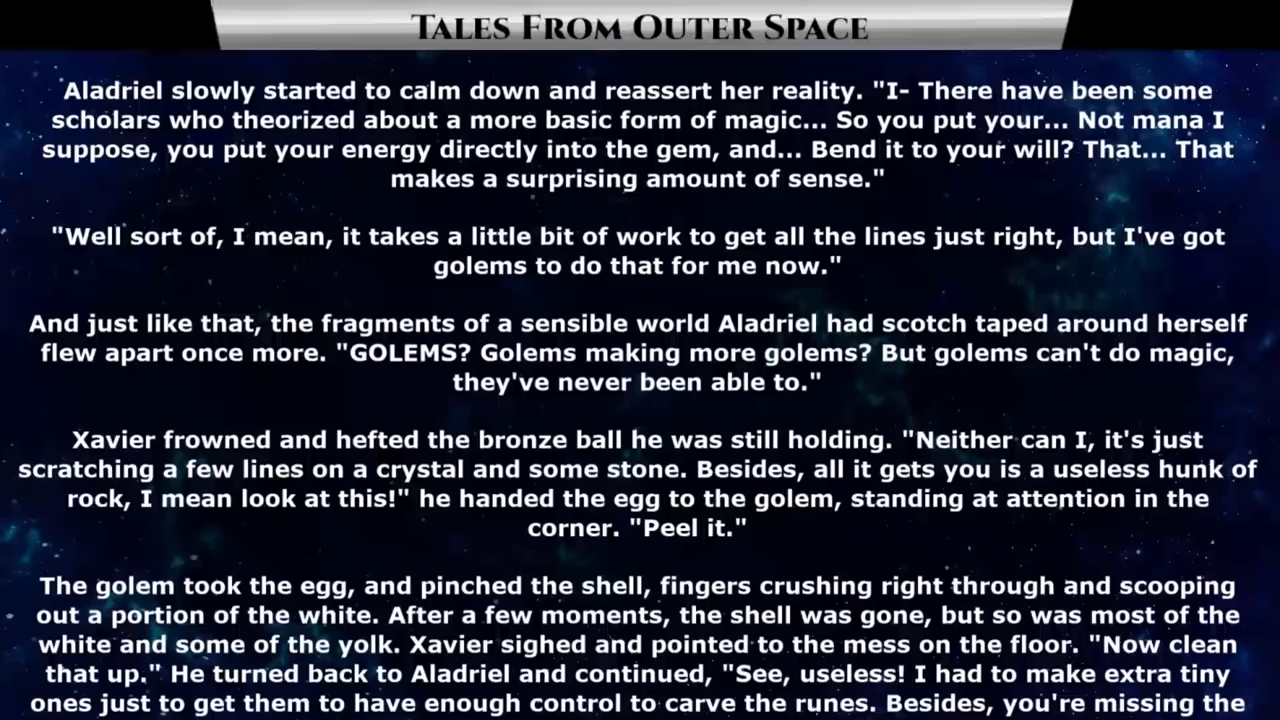 Tales From Outer Space
Aladriel slowly started to calm down and reassert her reality. "I- There have been some
scholars who theorized about a more basic form of magic... So you put your... Not mana I
suppose, you put your energy directly into the gem, and... Bend it to your will? That... That
makes a surprising amount of sense."
"Well sort of, I mean, it takes a little bit of work to get all the lines just right, but I've got
golems to do that for me now."
And just like that, the fragments of a sensible world Aladriel had scotch taped around herself
flew apart once more. "GOLEMS? Golems making more golems? But golems can't do magic,
they've never been able to."
Xavier frowned and hefted the bronze ball he was still holding. "Neither can I, it's just
scratching a few lines on a crystal and some stone. Besides, all it gets you is a useless hunk of
rock, I mean look at this!" he handed the egg to the golem, standing at attention in the
corner. "Peel it."
The golem took the egg, and pinched the shell, fingers crushing right through and scooping
out a portion of the white. After a few moments, the shell was gone, but so was most of the
white and some of the yolk. Xavier sighed and pointed to the mess on the floor. "Now clean
that up." He turned back to Aladriel and continued, "See, useless! I had to make extra tiny
ones just to get them to have enough control to carve the runes. Besides, you're missing the